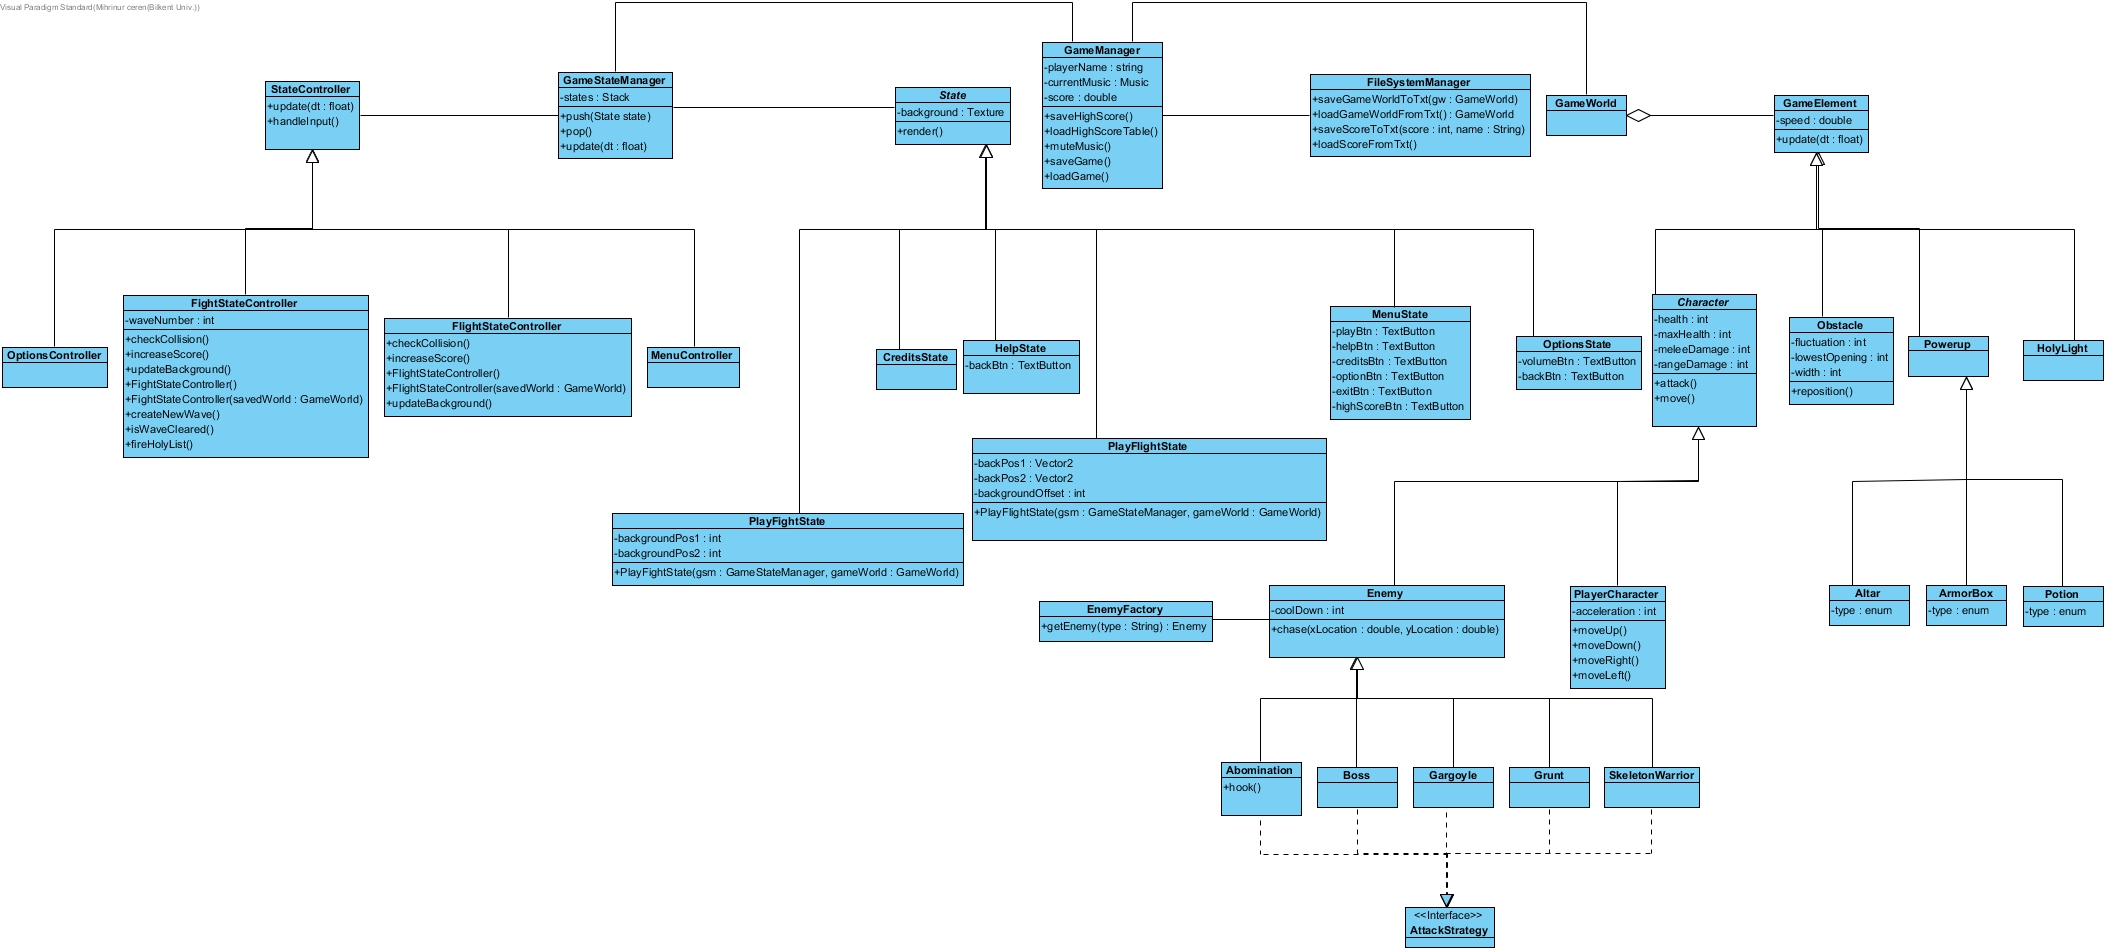 Visual Paradigm Standard(Mihrinur ceren(Bilkent Univ.))
StateController
+update(dt : float)
+handleInput()
GameStateManager
-states : Stack
+push(State state)
+pop()
+update(dt : float)
State
-background : Texture
+render()
GameManager
-playerName : string
-currentMusic : Music
-score : double
+saveHighScore()
+loadHighScoreTable()
+muteMusic()
+saveGame()
+loadGame()
FileSystemManager
+saveGameWorldToTxt(gw : GameWorld)
+loadGameWorldFromTxt() : GameWorld
+saveScoreToTxt(score : int, name : String)
+loadScoreFromTxt()
GameWorld
GameElement
-speed : double
+update(dt : float)
OptionsController
FightStateController
-waveNumber : int
+checkCollision()
+increaseScore()
+updateBackground()
+FightStateController()
+FightStateController(savedWorld : GameWorld)
+createNewWave()
+isWaveCleared()
+fireHolyList()
FlightStateController
+checkCollision()
+increaseScore()
+FlightStateController()
+FlightStateController(savedWorld : GameWorld)
+updateBackground()
MenuController
CreditsState
HelpState
-backBtn : TextButton
MenuState
-playBtn : TextButton
-helpBtn : TextButton
-creditsBtn : TextButton
-optionBtn : TextButton
-exitBtn : TextButton
-highScoreBtn : TextButton
OptionsState
-volumeBtn : TextButton
-backBtn : TextButton
Character
-health : int
-maxHealth : int
-meleeDamage : int
-rangeDamage : int
+attack()
+move()
Obstacle
-fluctuation : int
-lowestOpening : int
-width : int
+reposition()
Powerup
HolyLight
PlayFlightState
-backPos1 : Vector2
-backPos2 : Vector2
-backgroundOffset : int
+PlayFlightState(gsm : GameStateManager, gameWorld : GameWorld)
PlayFightState
-backgroundPos1 : int
-backgroundPos2 : int
+PlayFightState(gsm : GameStateManager, gameWorld : GameWorld)
EnemyFactory
+getEnemy(type : String) : Enemy
Enemy
-coolDown : int
+chase(xLocation : double, yLocation : double)
PlayerCharacter
-acceleration : int
+moveUp()
+moveDown()
+moveRight()
+moveLeft()
Altar
-type : enum
ArmorBox
-type : enum
Potion
-type : enum
Abomination
+hook()
Boss
Gargoyle
Grunt
SkeletonWarrior
<<Interface>>
AttackStrategy